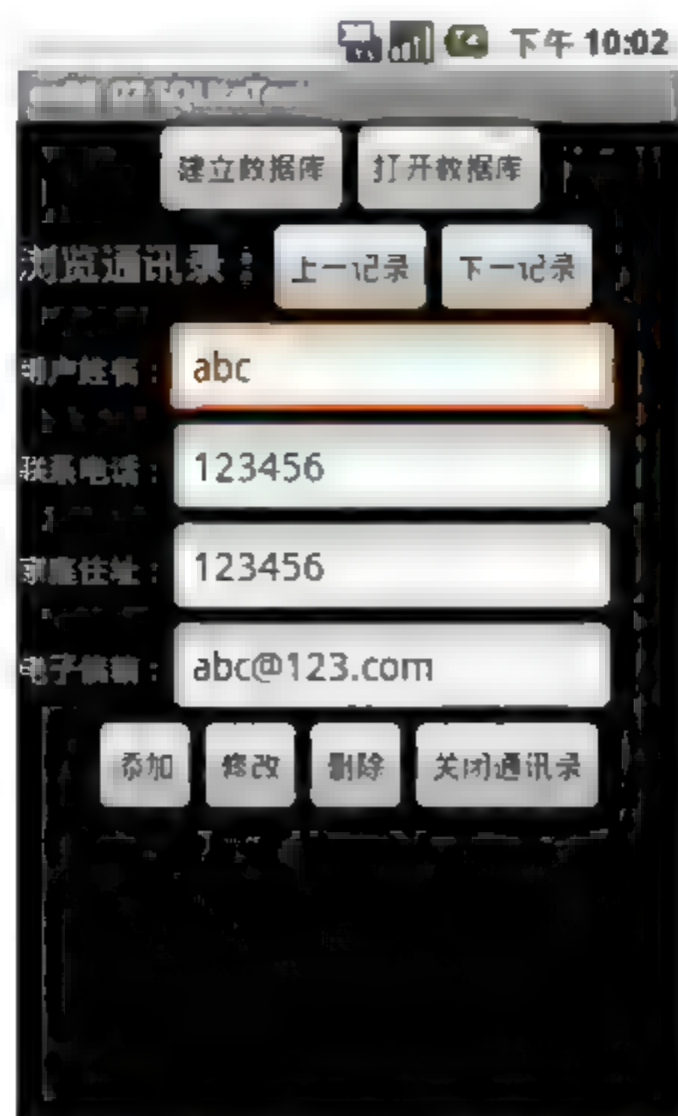 下午 10:02
建立数据库 打开数据库
浏览通讯录： 上一记录 下一记录
用户姓名： abc
联系电话： 123456
家庭住址： 123456
电子信箱： abc@123.com
添加 修改 删除 关闭通讯录